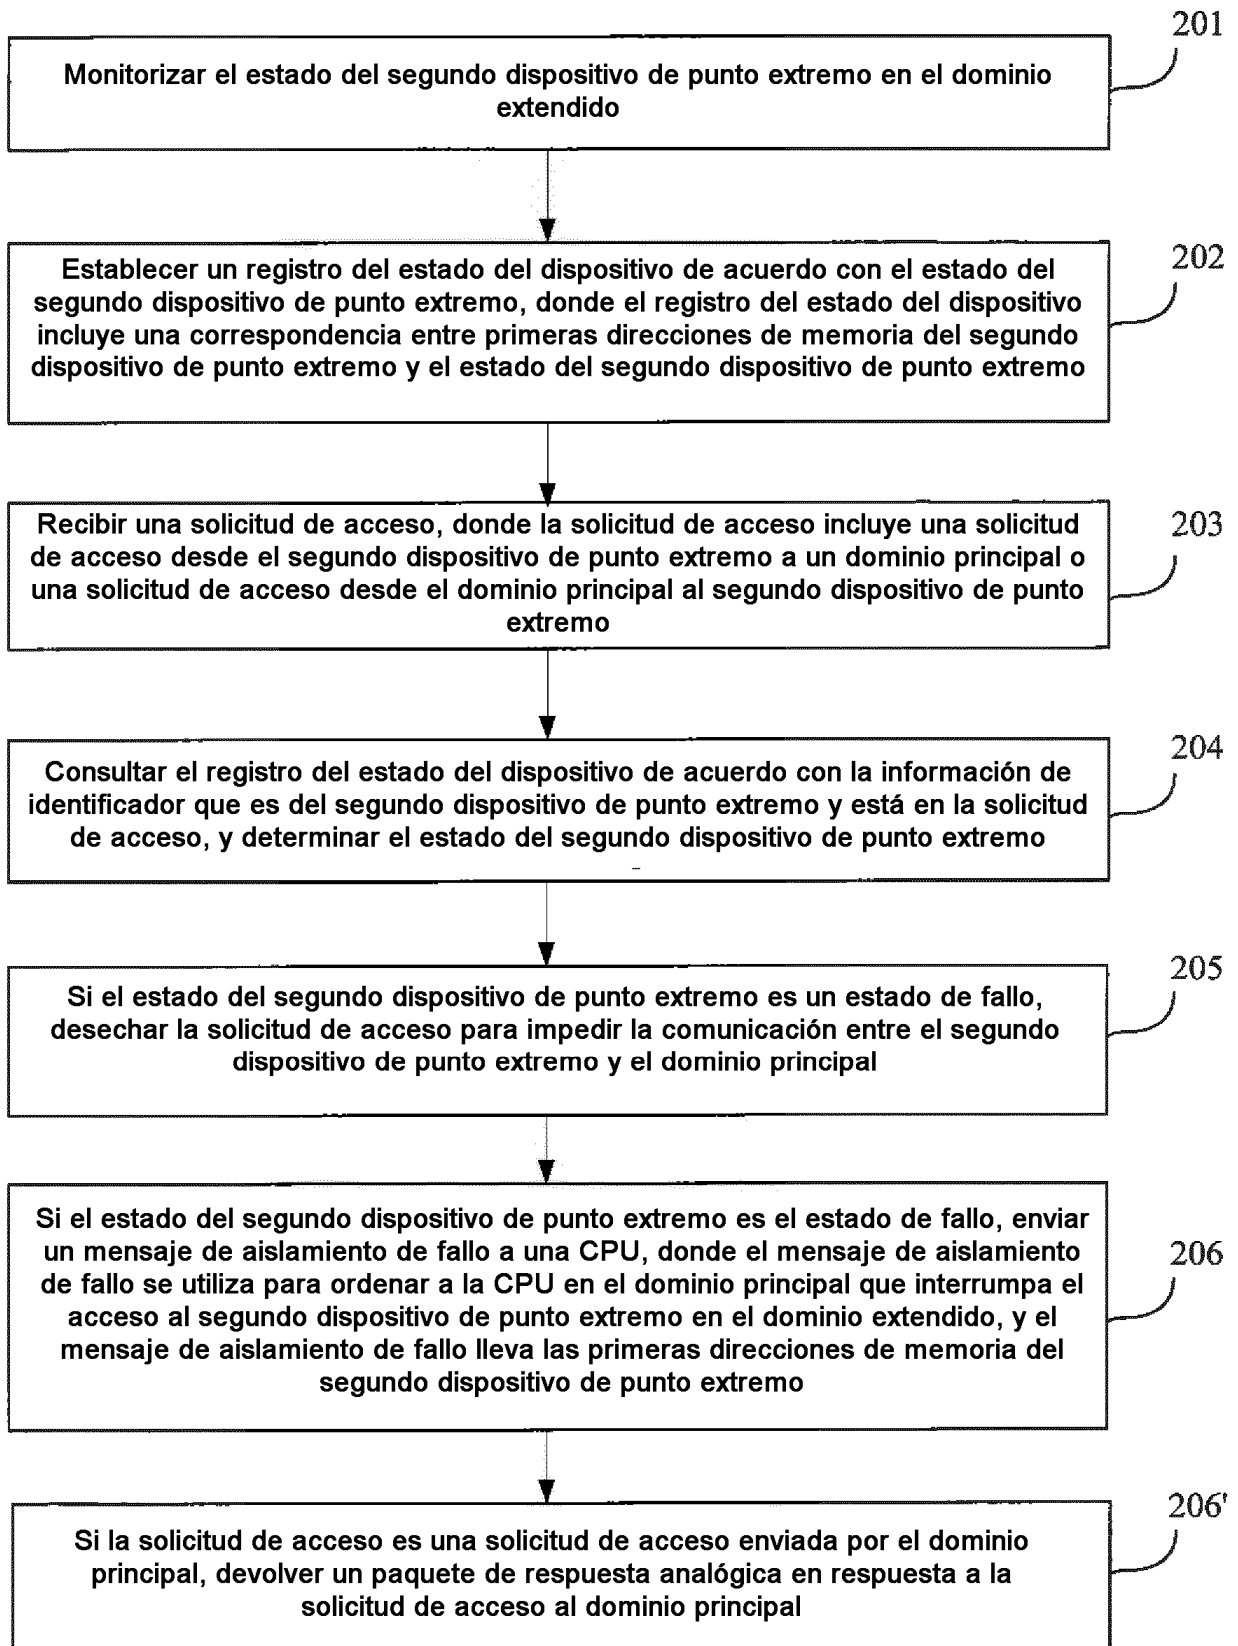 201
Monitorizar el estado del segundo dispositivo de punto extremo en el dominio
extendido
202
Establecer un registro del estado del dispositivo de acuerdo con el estado del
segundo dispositivo de punto extremo, donde el registro del estado del dispositivo
incluye una correspondencia entre primeras direcciones de memoria del segundo
dispositivo de punto extremo y el estado del segundo dispositivo de punto extremo
203
Recibir una solicitud de acceso, donde la solicitud de acceso incluye una solicitud
de acceso desde el segundo dispositivo de punto extremo a un dominio principal o
una solicitud de acceso desde el dominio principal al segundo dispositivo de punto
extremo
204
Consultar el registro del estado del dispositivo de acuerdo con la información de
identificador que es del segundo dispositivo de punto extremo y está en la solicitud
de acceso, y determinar el estado del segundo dispositivo de punto extremo
205
Si el estado del segundo dispositivo de punto extremo es un estado de fallo,
desechar la solicitud de acceso para impedir la comunicación entre el segundo
dispositivo de punto extremo y el dominio principal
206
Si el estado del segundo dispositivo de punto extremo es el estado de fallo, enviar
un mensaje de aislamiento de fallo a una CPU, donde el mensaje de aislamiento
de fallo se utiliza para ordenar a la CPU en el dominio principal que interrumpa el
acceso al segundo dispositivo de punto extremo en el dominio extendido, y el
mensaje de aislamiento de fallo lleva las primeras direcciones de memoria del
segundo dispositivo de punto extremo
206'
Si la solicitud de acceso es una solicitud de acceso enviada por el dominio
principal, devolver un paquete de respuesta analógica en respuesta a la
solicitud de acceso al dominio principal